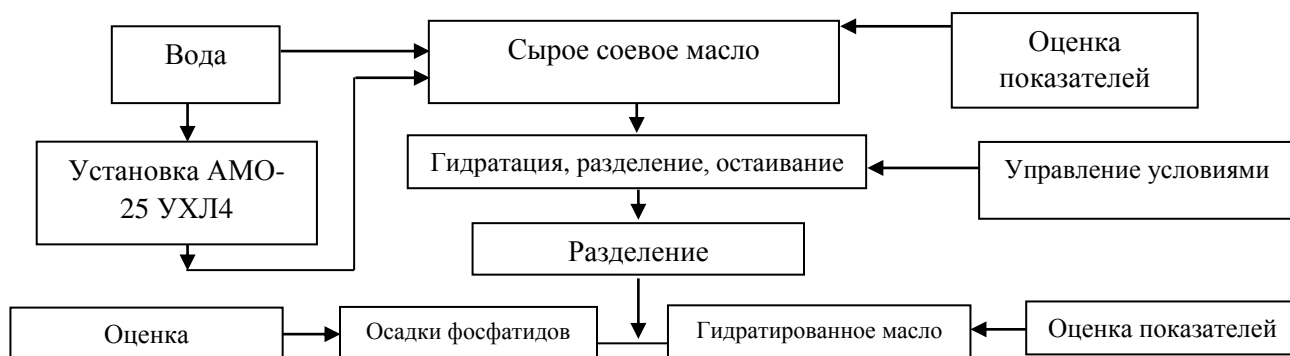 Вода
Сырое соевое масло
Оценка
показателей
Установка АМО-
25 УХЛ4
Гидратация, разделение, остаивание
Управление условиями
Разделение
Оценка
Осадки фосфатидов
Гидратированное масло
Оценка показателей